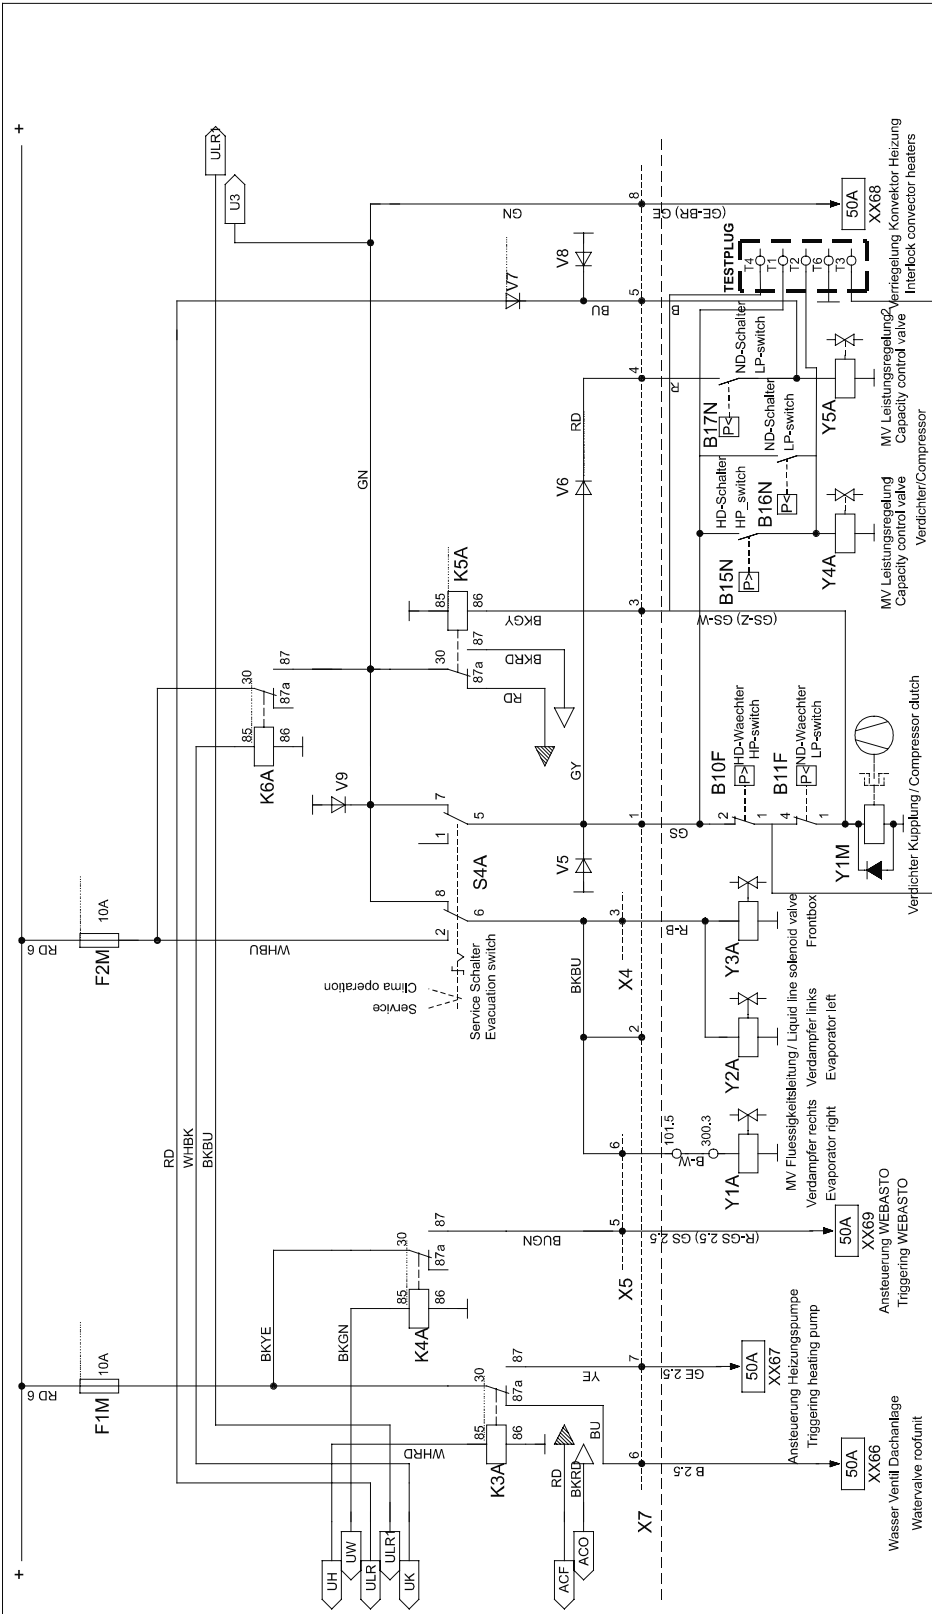 +
+
RD 6
F1M
10A
RD 6
F2M
10A
RD
WHBK
BKBU
ULR1
U3
BKYE
BKGN
WHRD
UH
UW
ULR
ULR1
UK
ACF
ACO
RD
BKRD
K3A
85
86
30
87
87a
YE
BU
K4A
85
86
30
87
87a
BUGN
WHBU
K6A
85
86
30
87
87a
V9
GN
S4A
2
8
6
1
7
5
Service
Clima operation
Service Schalter
Evacuation switch
K5A
85
86
30
87
87a
BKGY
BKRD
RD
V7
V8
BU
GN
V6
RD
GY
V5
BKBU
X7
X5
X4
6
7
5
6
2
3
1
3
4
5
8
B 2.5
GE 2.5
(R-GS 2.5) GS 2.5
B-W
101.5
300.3
R-B
GS
(GS-Z) GS-W
R
B
(GE-BR) GE
50A
XX66
Wasser Ventil Dachanlage
Watervalve roofunit
50A
XX67
Ansteuerung Heizungspumpe
Triggering heating pump
50A
XX69
Ansteuerung WEBASTO
Triggering WEBASTO
Y1A
Y2A
Y3A
MV Fluessigkeitsleitung / Liquid line solenoid valve
Verdampfer rechts
Evaporator right
Verdampfer links
Evaporator left
Frontbox
B10F
P>
HD-Waechter
HP-switch
2
1
B11F
P<
ND-Waechter
LP-switch
4
1
Y1M
Verdichter Kupplung / Compressor clutch
B15N
P>
HD-Schalter
HP_switch
B16N
P<
ND-Schalter
LP-switch
B17N
P<
ND-Schalter
LP-switch
Y4A
MV Leistungsregelung
Capacity control valve
Y5A
MV Leistungsregelung2
Capacity control valve
Verdichter/Compressor
TESTPLUG
T4
T1
T2
T6
T3
50A
XX68
Verriegelung Konvektor Heizung
Interlock convector heaters